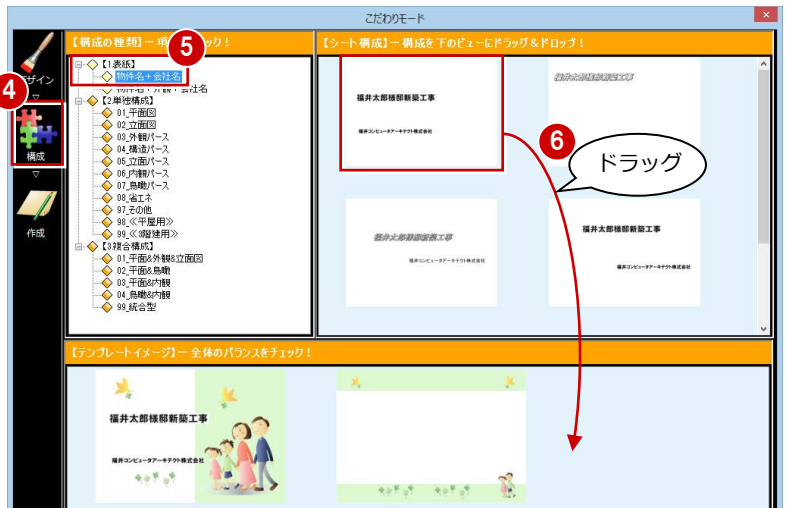 こだわりモード
×
【構成の種類】… 項
ック！
【シート構成】… 構成を下のビューにドラッグ＆ドロップ！
5
4
ザイン
▽
構成
▽
作成
【1.表紙】
物件名+会社名
物件名+外観+会社名
【2.単独構成】
01_平面図
02_立面図
03_外観パース
04_構造パース
05_立面パース
06_内観パース
07_鳥瞰パース
08_省エネ
97_その他
98_≪平屋用≫
99_≪3階建用≫
【3.複合構成】
01_平面&外観&立面図
02_平面&鳥瞰
03_平面&内観
04_鳥瞰&内観
99_統合型
福井太郎様邸新築工事
福井コンピュータアーキテクト株式会社
福井太郎様邸新築工事
6
ドラッグ
福井太郎様邸新築工事
福井コンピュータアーキテクト株式会社
福井太郎様邸新築工事
福井コンピュータアーキテクト株式会社
【テンプレートイメージ】… 全体のバランスをチェック！
福井太郎様邸新築工事
福井コンピュータアーキテクト株式会社